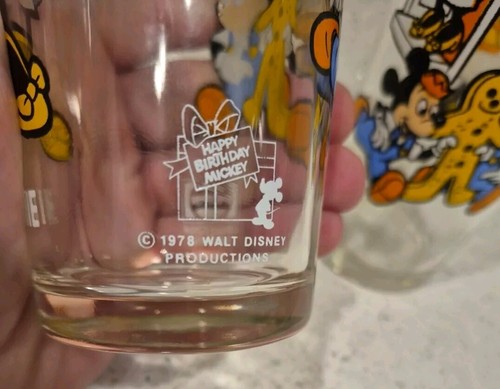 HAPPY
BIRTHDAY
MICKEY
© 1978 WALT DISNEY
PRODUCTIONS